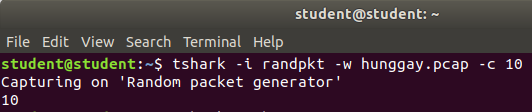 student@student: ~
File Edit View Search Terminal Help
student@student:~$ tshark -i randpkt -w hunggay.pcap -c 10
Capturing on 'Random packet generator'
10